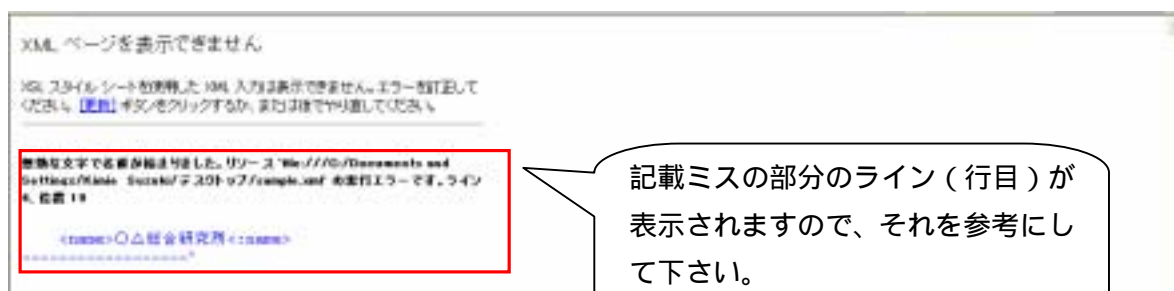 XML ページを表示できません
XSL スタイル シートを使用した XML 入力は表示できません。エラーを訂正して
ください。[更新] ボタンをクリックするか、または後でやり直してください。
無効な文字で名前が始まりました。リソース 'file:///C:/Documents and
Settings/Kimie Suzuki/デスクトップ/sample.xml' の実行エラーです。ライン
位置
<name>○△総合研究所<:name>
記載ミスの部分のライン(行目)が
表示されますので、それを参考にし
て下さい。